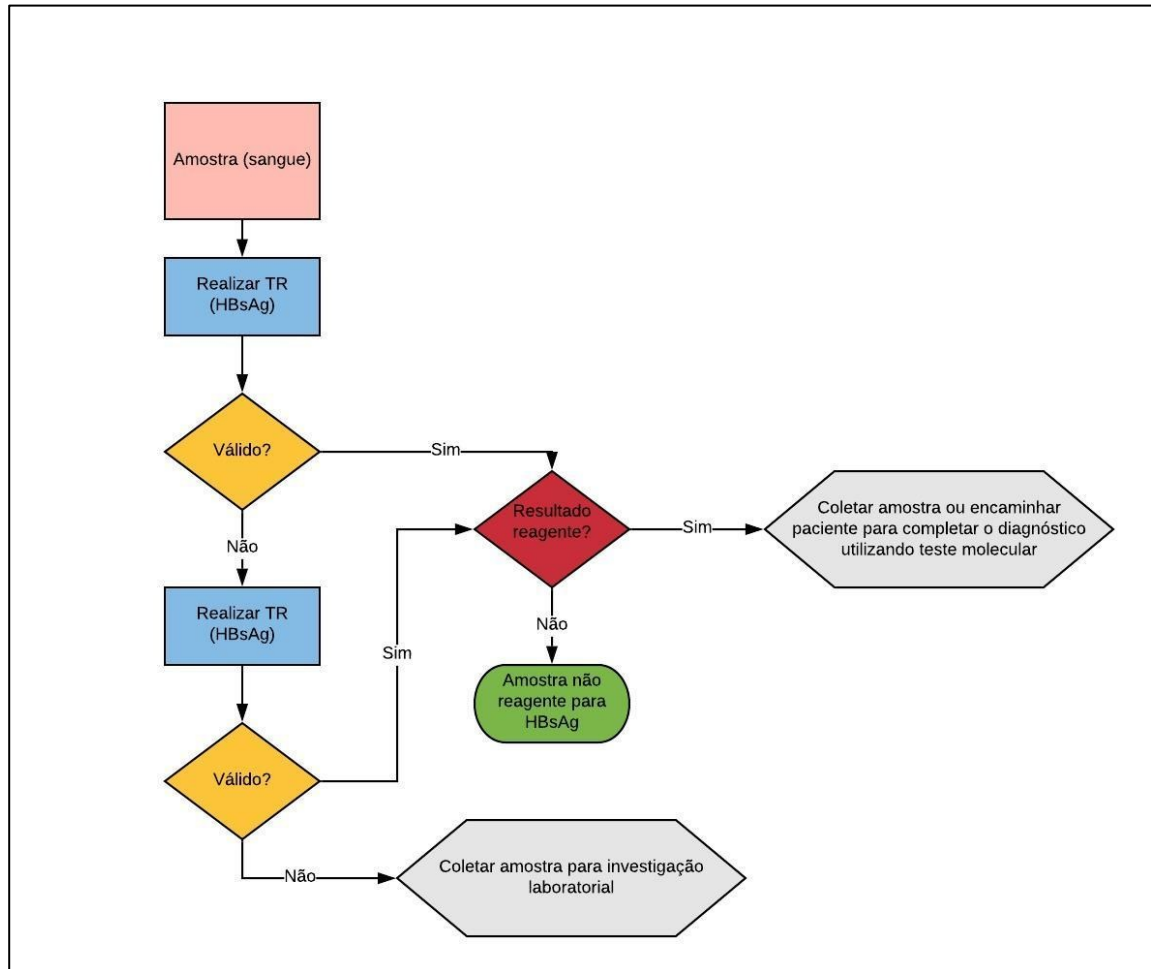 Amostra (sangue)
Realizar TR
(HBsAg)
Válido?
Sim
Resultado
reagente?
Sim
Coletar amostra ou encaminhar
paciente para completar o diagnóstico
utilizando teste molecular
Não
Realizar TR
(HBsAg)
Sim
Não
Amostra não
reagente para
HBsAg
Válido?
Não
Coletar amostra para investigação
laboratorial